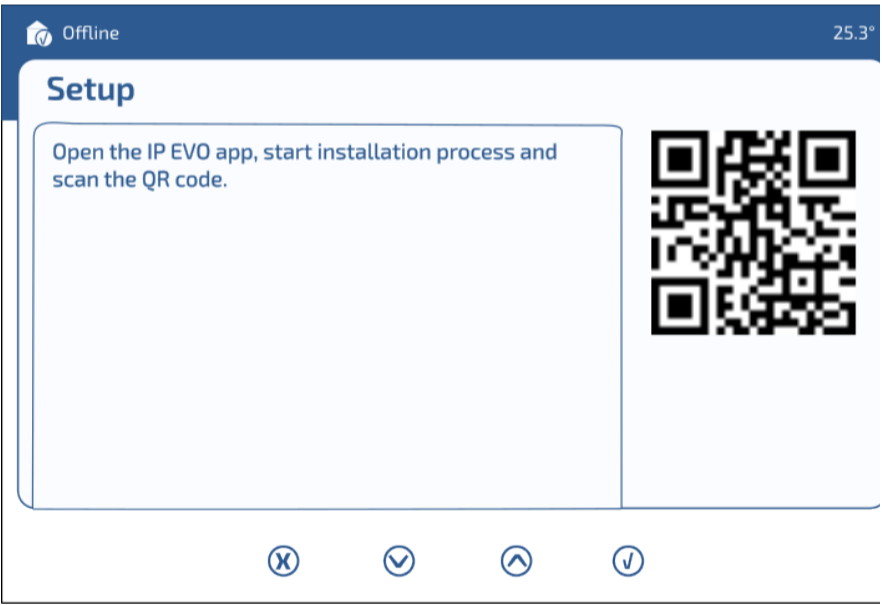 Offline
25.3°
Setup
Open the IP EVO app, start installation process and
scan the QR code.